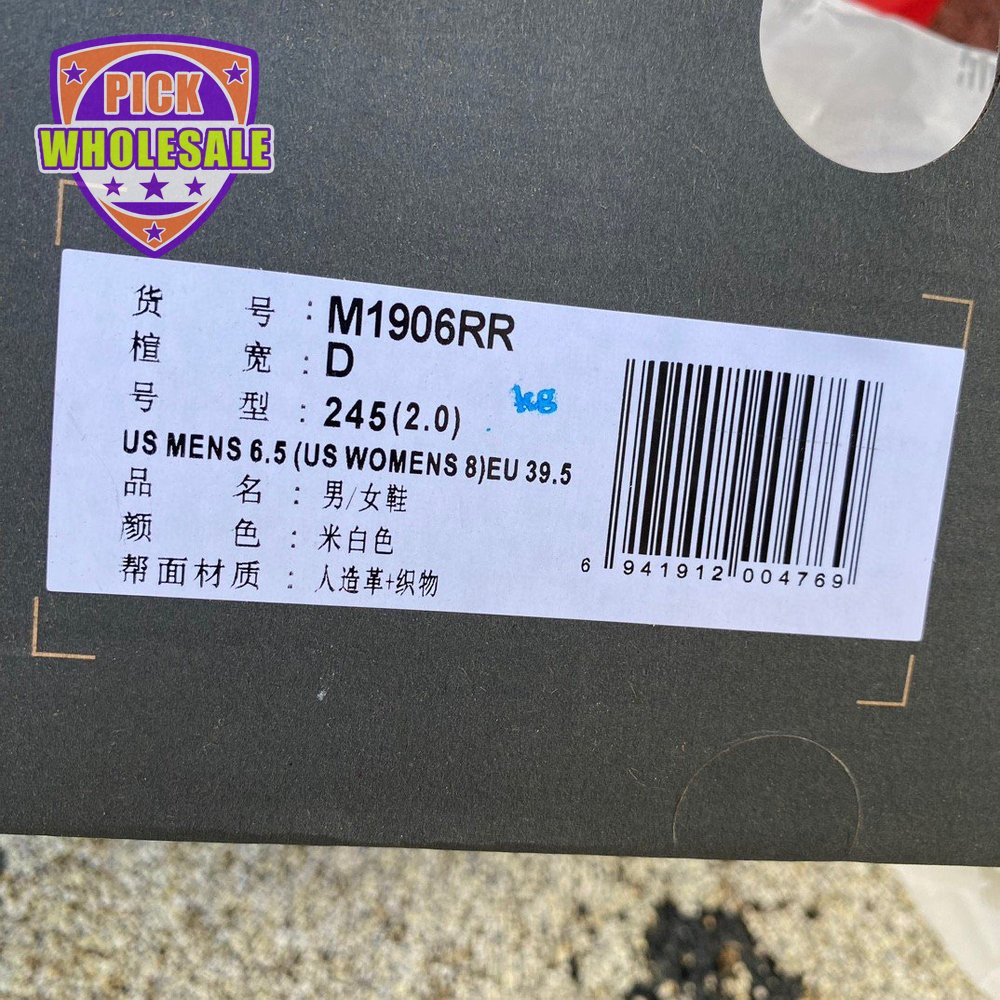 PICK
WHOLESALE
货 号 : M1906RR
楦 宽 : D
号 型 : 245(2.0)
US MENS 6.5 (US WOMENS 8)EU 39.5
品 名 : 男/女鞋
颜 色 : 米白色
帮面材质 : 人造革+织物
6 941912 004769